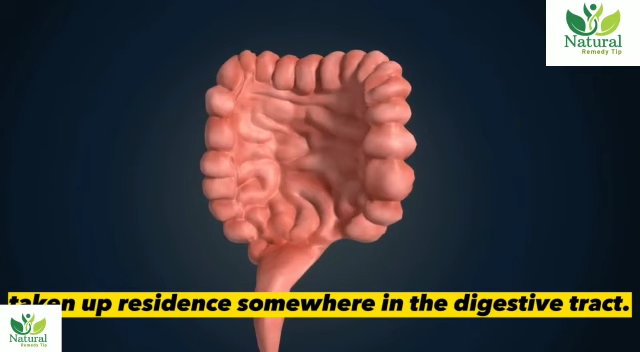 Natural
Remedy Tip
taken up residence somewhere in the digestive tract.
Natural
Remedy Tip